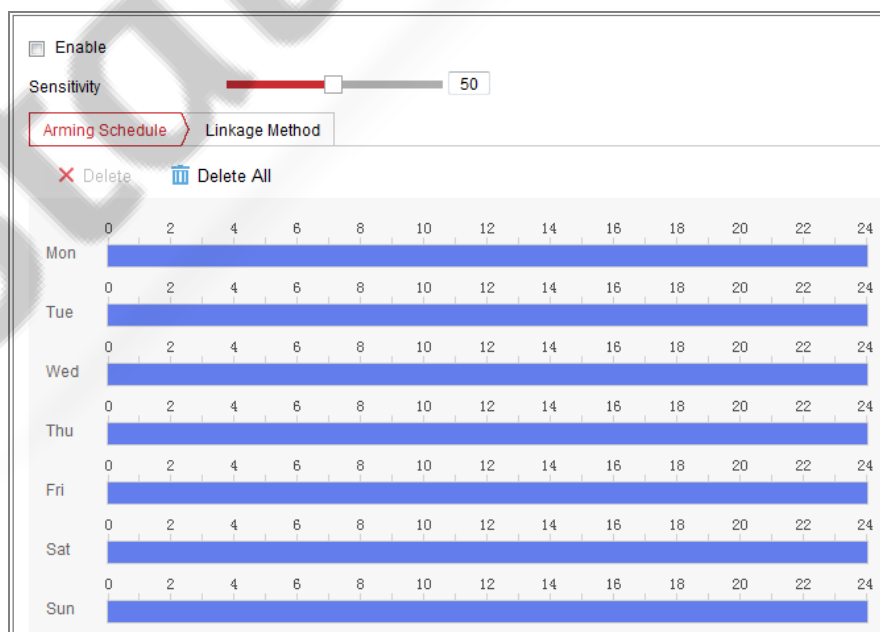 Enable
Sensitivity 50
Arming Schedule Linkage Method
Delete Delete All
0 2 4 6 8 10 12 14 16 18 20 22 24
Mon
0 2 4 6 8 10 12 14 16 18 20 22 24
Tue
0 2 4 6 8 10 12 14 16 18 20 22 24
Wed
0 2 4 6 8 10 12 14 16 18 20 22 24
Thu
0 2 4 6 8 10 12 14 16 18 20 22 24
Fri
0 2 4 6 8 10 12 14 16 18 20 22 24
Sat
0 2 4 6 8 10 12 14 16 18 20 22 24
Sun